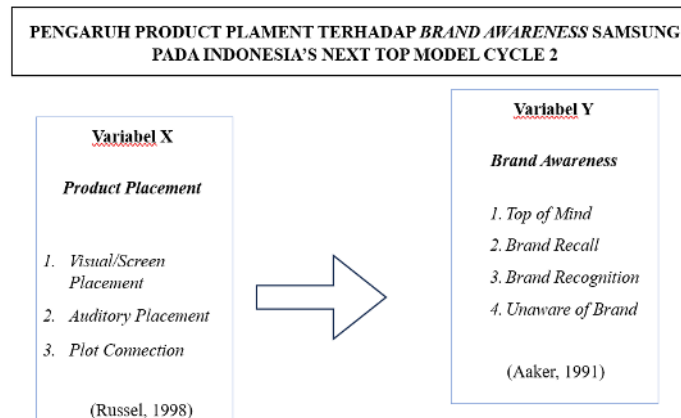 PENGARUH PRODUCT PLAMENT TERHADAP BRAND AWARENESS SAMSUNG
PADA INDONESIA'S NEXT TOP MODEL CYCLE 2
Variabel X
Product Placement
1. Visual/Screen
Placement
2. Auditory Placement
3. Plot Connection
(Russel, 1998)
Variabel Y
Brand Awareness
1. Top of Mind
2. Brand Recall
3. Brand Recognition
4. Unaware of Brand
(Aaker, 1991)